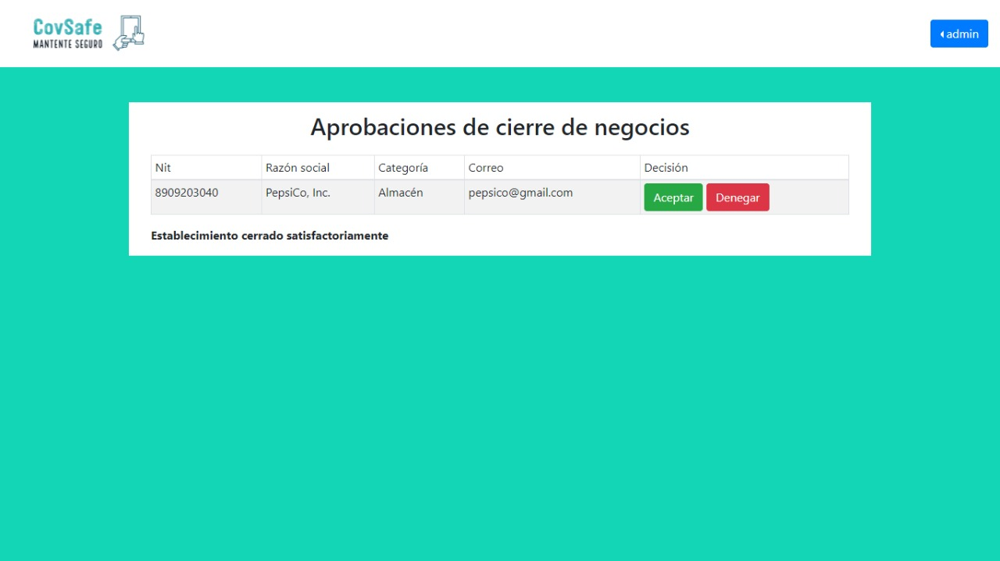 CovSafe
MANTENTE SEGURO
admin
Aprobaciones de cierre de negocios
Nit Razón social Categoría Correo Decisión
8909203040 PepsiCo, Inc. Almacén pepsico@gmail.com Aceptar Denegar
Establecimiento cerrado satisfactoriamente